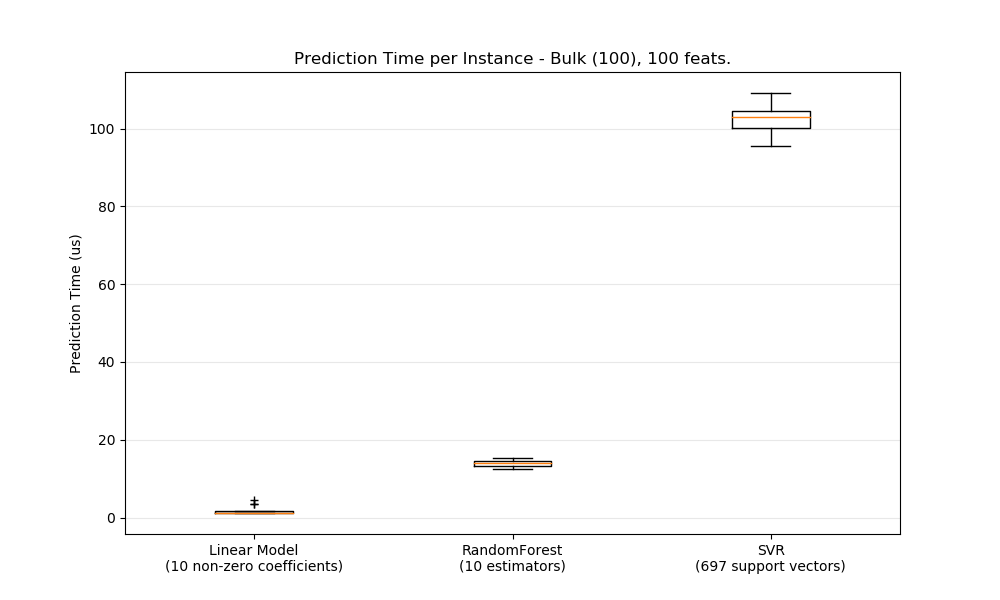 Prediction Time per Instance - Bulk (100), 100 feats.
Prediction Time (us)
100
80
60
40
20
0
Linear Model
(10 non-zero coefficients)
RandomForest
(10 estimators)
SVR
(697 support vectors)